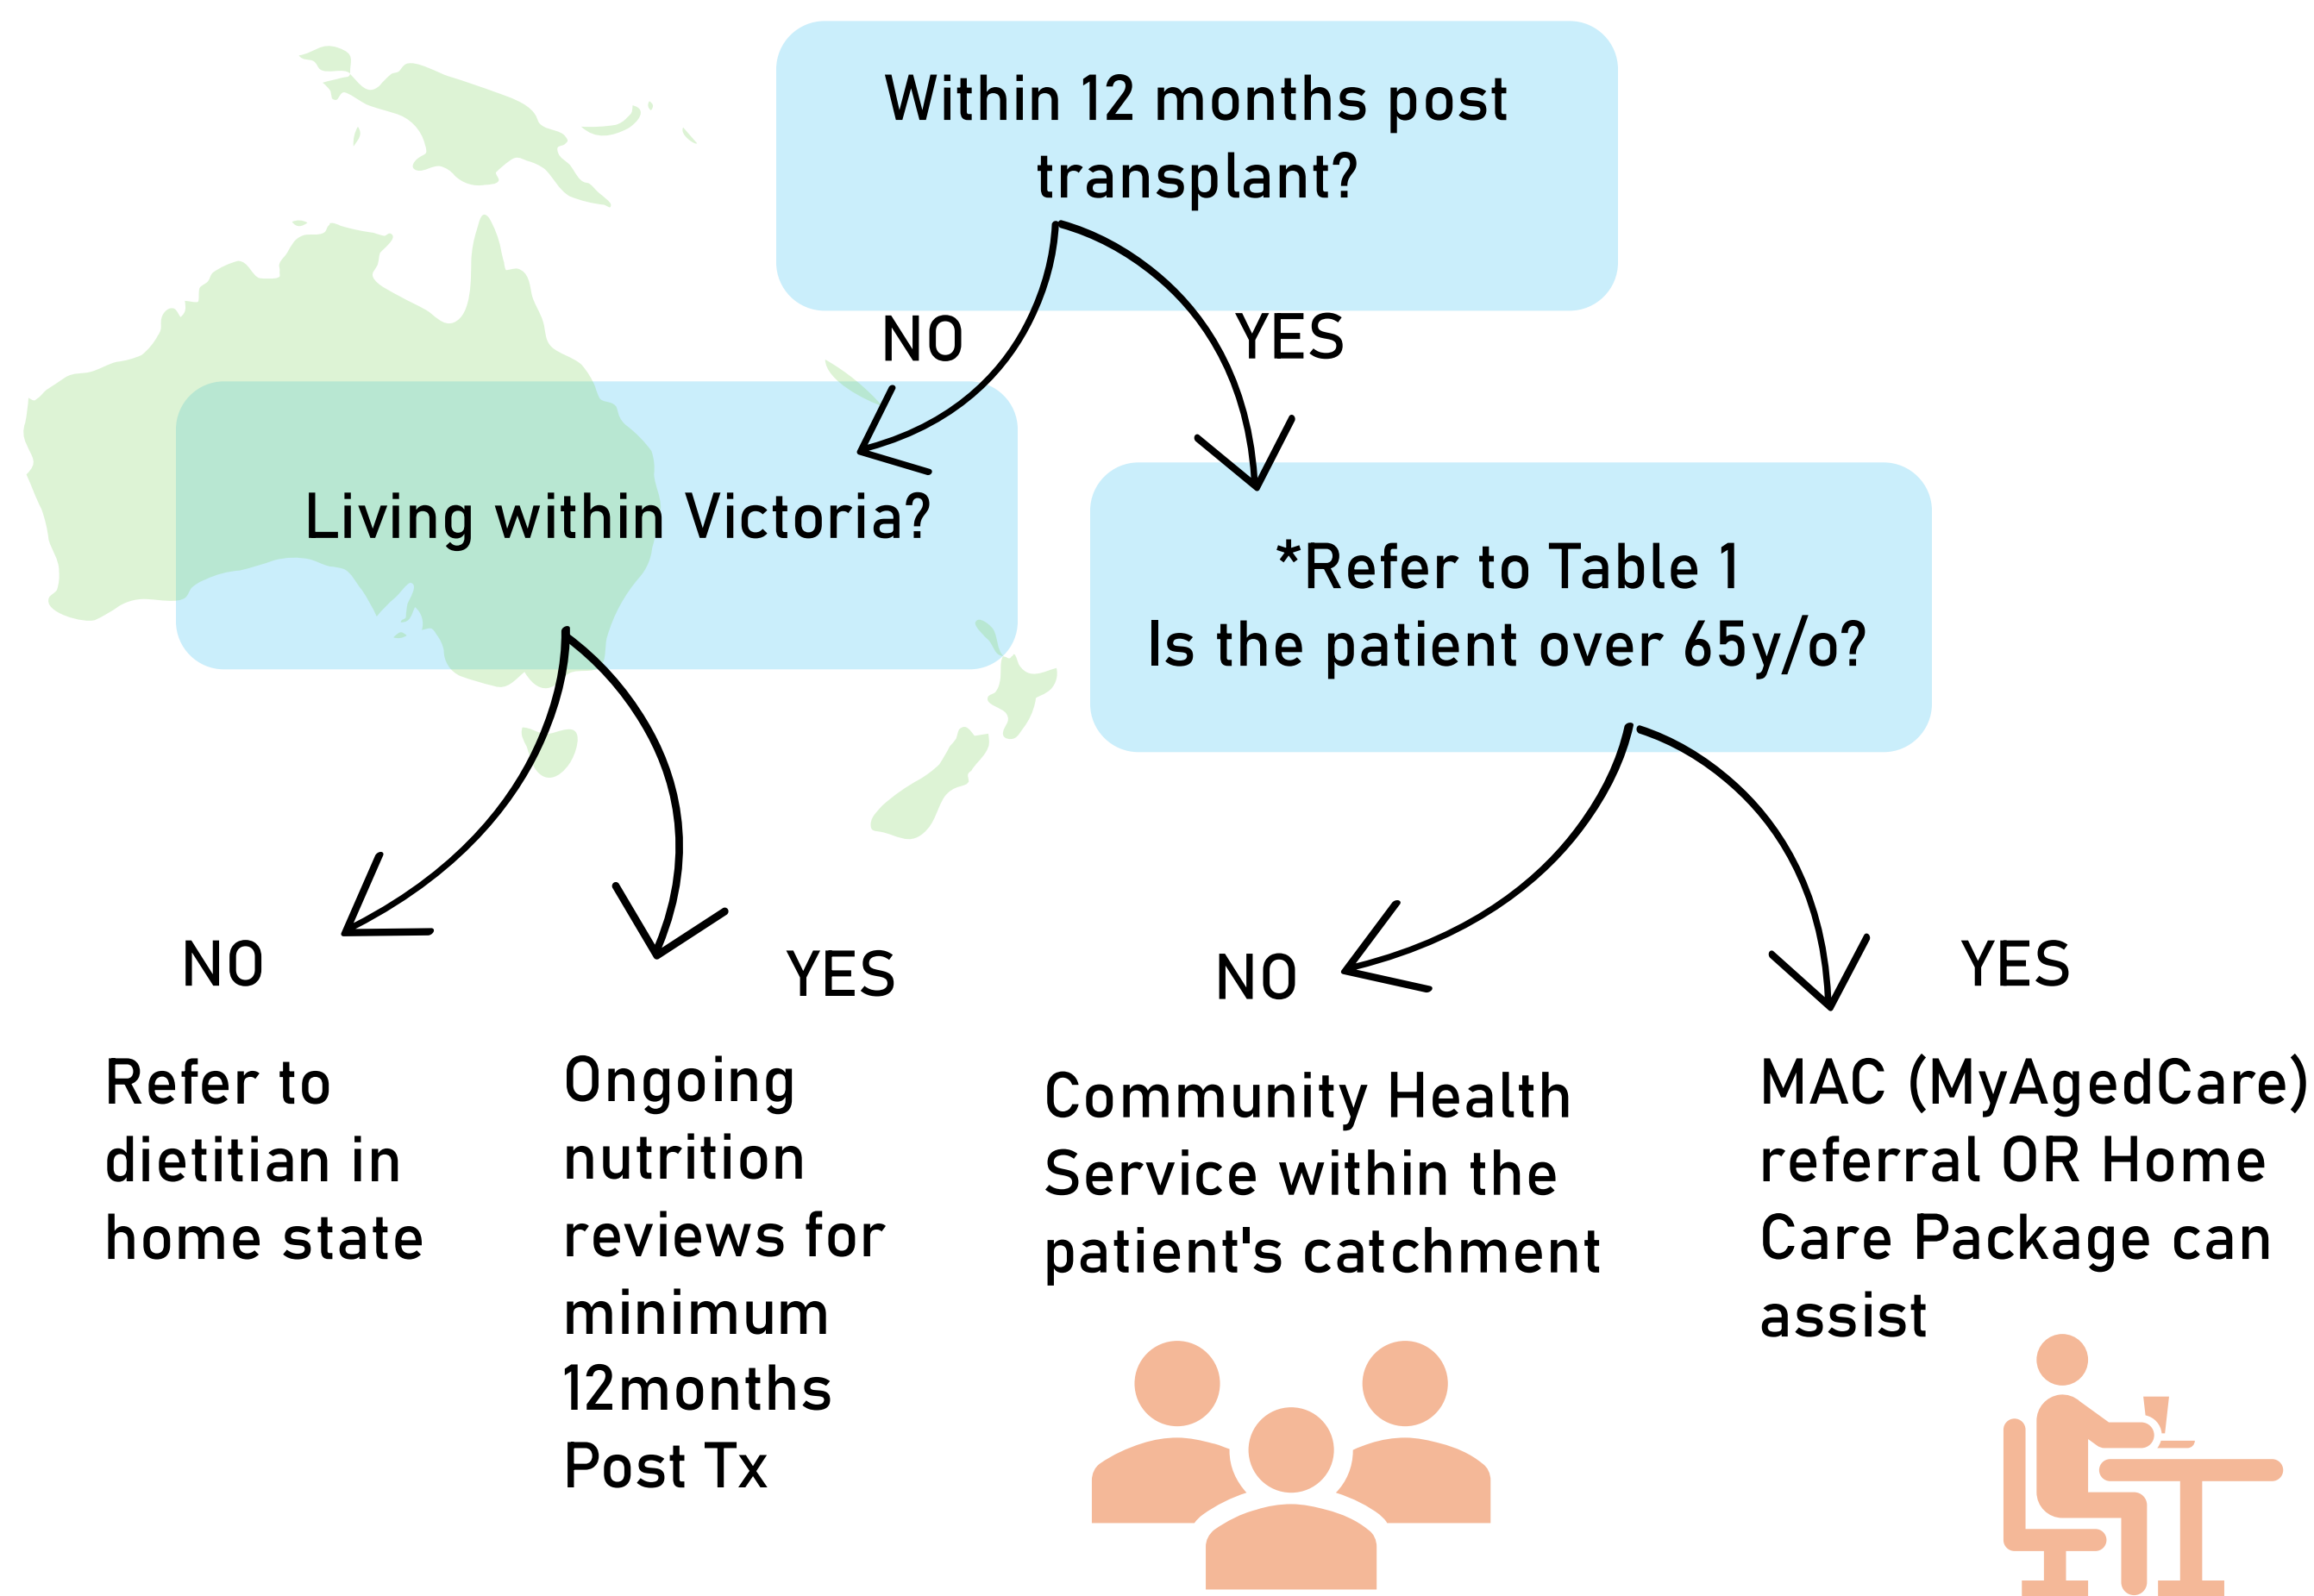 Within 12 months post
transplant?
NO
YES
Living within Victoria?
*Refer to Table 1
Is the patient over 65y/o?
NO
Refer to
dietitian in
home state
YES
Ongoing
nutrition
reviews for
minimum
12months
Post Tx
NO
Community Health
Service within the
patient's catchment
YES
MAC (MyAgedCare)
referral OR Home
Care Package can
assist